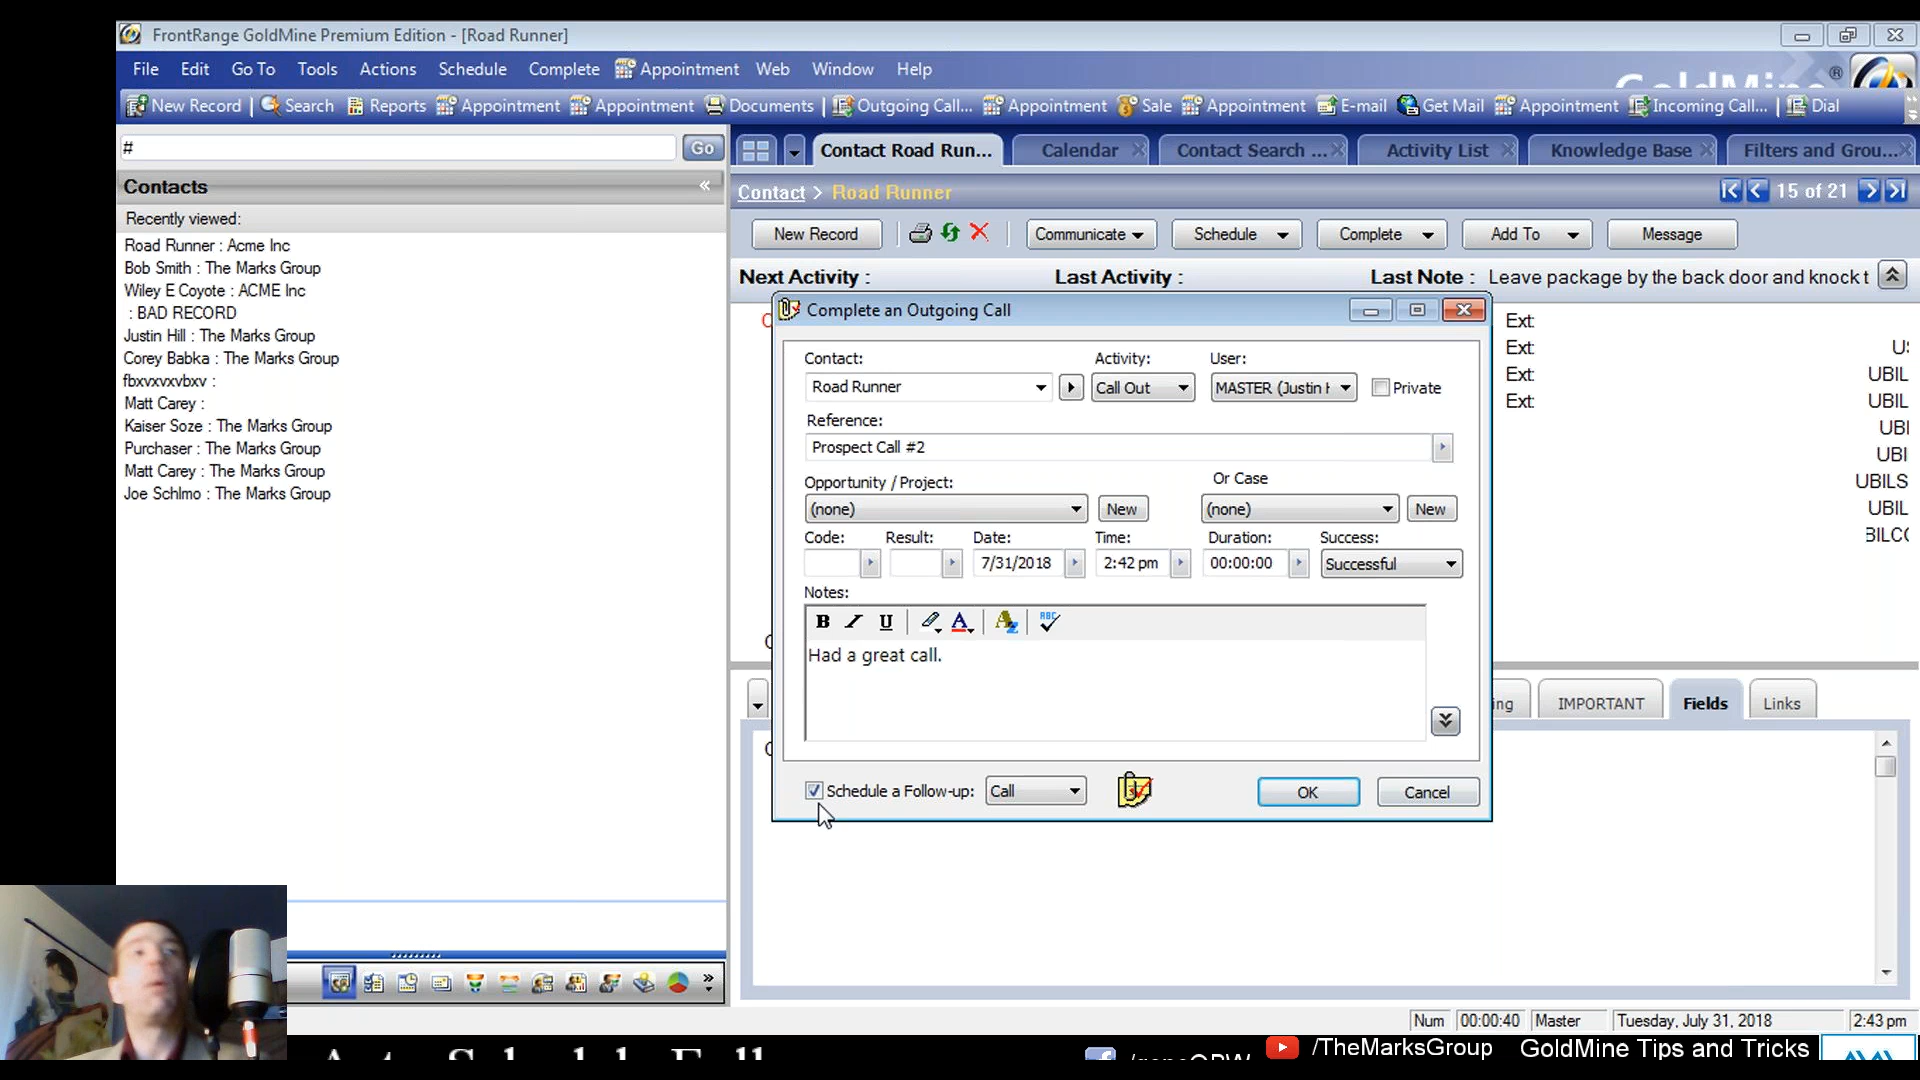 FrontRange GoldMine Premium Edition - [Road Runner]
File Edit Go To Tools Actions Schedule Complete Appointment Web Window Help
GoldMine ®
New Record Search Reports Appointment Appointment Documents Outgoing Call... Appointment Sale Appointment E-mail Get Mail Appointment Incoming Call... Dial
# Go
Contact Road Run... Calendar Contact Search ... Activity List Knowledge Base Filters and Grou...
Contacts
Contact > Road Runner
15 of 21
Recently viewed:
Road Runner : Acme Inc
Bob Smith : The Marks Group
Wiley E Coyote : ACME Inc
: BAD RECORD
Justin Hill : The Marks Group
Corey Babka : The Marks Group
fbxvxvxvbxv :
Matt Carey :
Kaiser Soze : The Marks Group
Purchaser : The Marks Group
Matt Carey : The Marks Group
Joe Schlmo : The Marks Group
New Record Communicate Schedule Complete Add To Message
Next Activity : Last Activity : Last Note : Leave package by the back door and knock t
Complete an Outgoing Call
Contact: Activity: User:
Road Runner Call Out MASTER (Justin H Private
Reference:
Prospect Call #2
Opportunity / Project: Or Case
(none) New (none) New
Code: Result: Date: Time: Duration: Success:
7/31/2018 2:42 pm 00:00:00 Successful
Notes:
B I U A ABC
Had a great call.
Schedule a Follow-up: Call OK Cancel
Ext:
Ext:
Ext:
Ext:
UBIL
UBIL
UBI
UBI
UBILS
UBIL
BILC
ing IMPORTANT Fields Links
Num 00:00:40 Master Tuesday, July 31, 2018 2:43 pm
/TheMarksGroup GoldMine Tips and Tricks